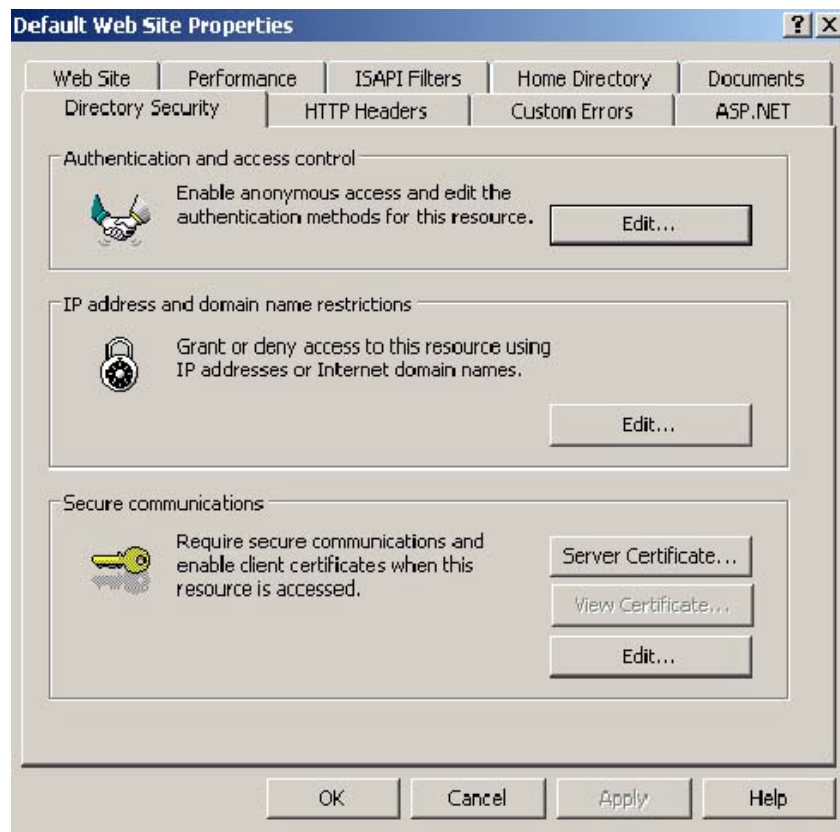 Default Web Site Properties
? X
Web Site Performance ISAPI Filters Home Directory Documents
Directory Security HTTP Headers Custom Errors ASP.NET
Authentication and access control
Enable anonymous access and edit the
authentication methods for this resource.
Edit...
IP address and domain name restrictions
Grant or deny access to this resource using
IP addresses or Internet domain names.
Edit...
Secure communications
Require secure communications and
enable client certificates when this
resource is accessed.
Server Certificate...
View Certificate...
Edit...
OK Cancel Apply Help